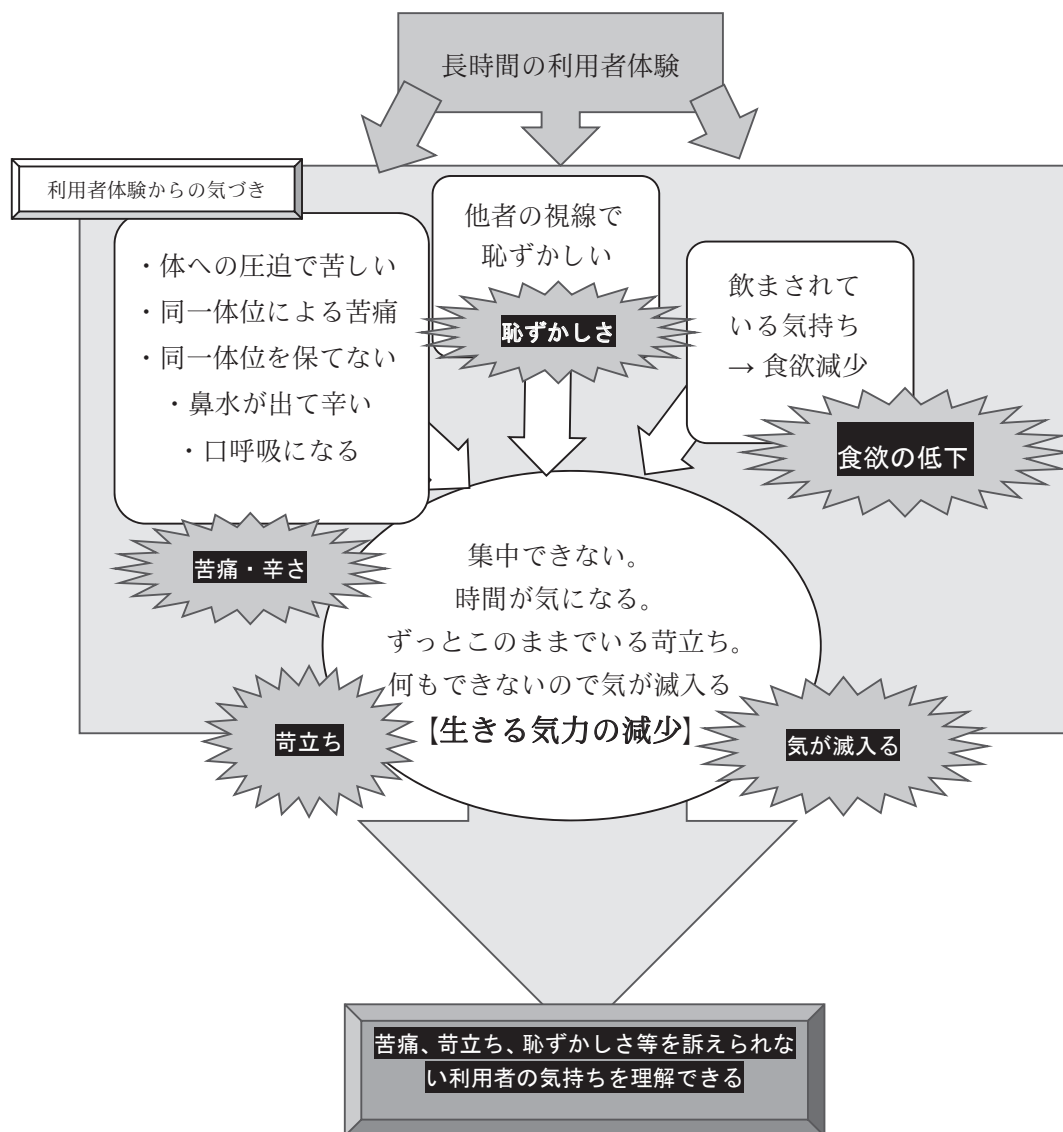 長時間の利用者体験
利用者体験からの気づき
・体への圧迫で苦しい
・同一体位による苦痛
・同一体位を保てない
・鼻水が出て辛い
・口呼吸になる
苦痛・辛さ
他者の視線で
恥ずかしい
恥ずかしさ
飲まされて
いる気持ち
→ 食欲減少
食欲の低下
集中できない。
時間が気になる。
ずっとこのままでいる苛立ち。
何もできないので気が滅入る
【生きる気力の減少】
苛立ち
気が滅入る
苦痛、苛立ち、恥ずかしさ等を訴えられな
い利用者の気持ちを理解できる